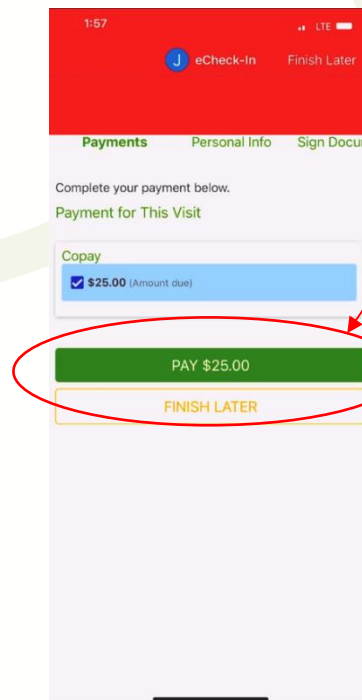 1:57 LTE
J eCheck-In Finish Later
Payments Personal Info Sign Docu
Complete your payment below.
Payment for This Visit
Copay
$25.00 (Amount due)
PAY $25.00
FINISH LATER